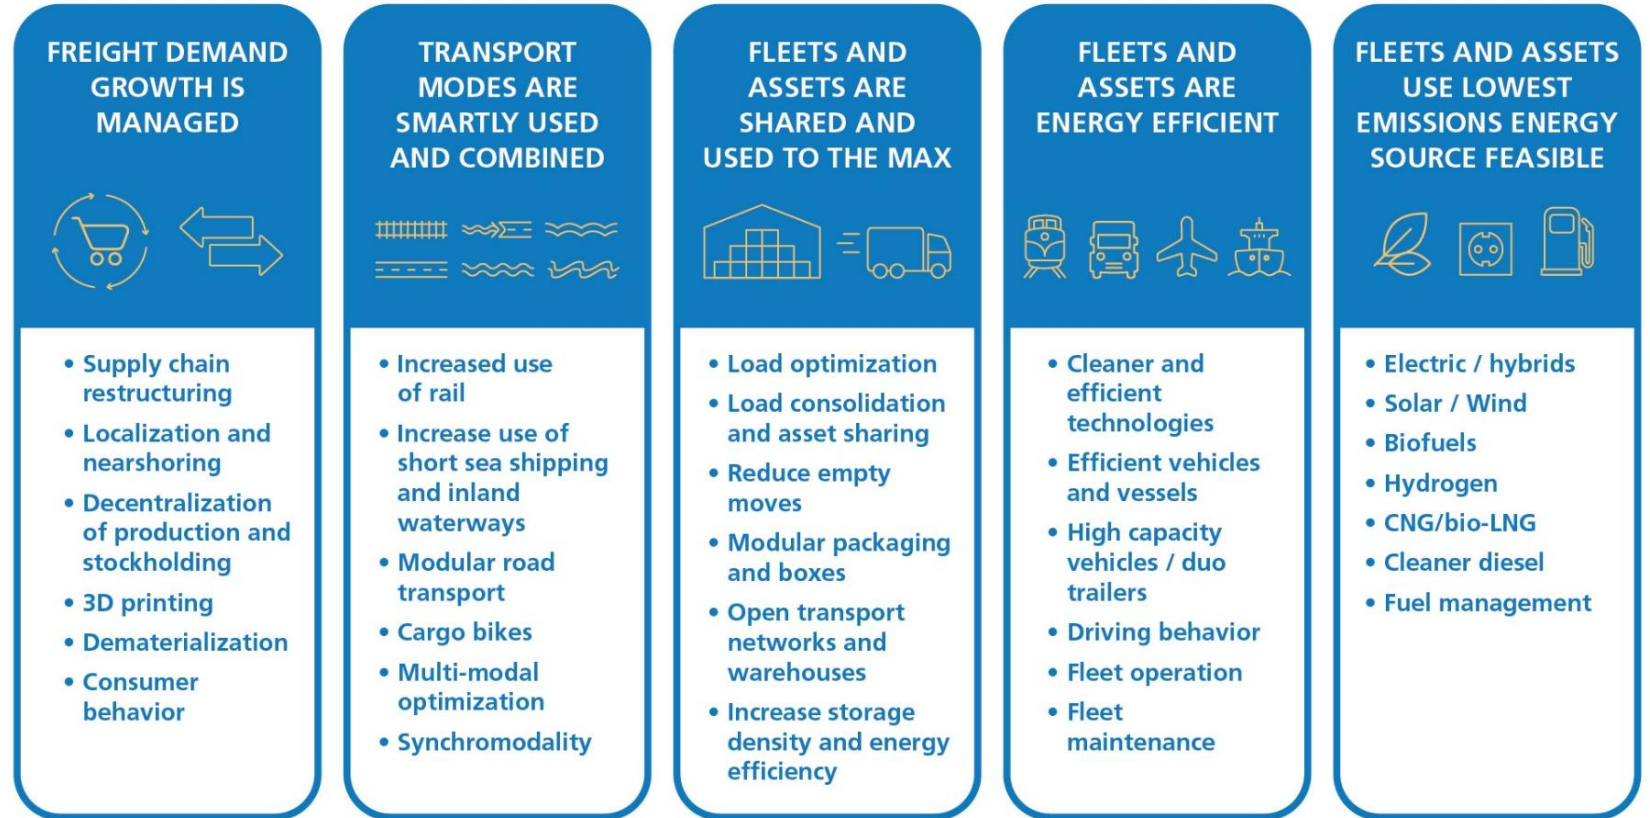 FREIGHT DEMAND
GROWTH IS
MANAGED
• Supply chain
restructuring
• Localization and
nearshoring
• Decentralization
of production and
stockholding
• 3D printing
• Dematerialization
• Consumer
behavior
TRANSPORT
MODES ARE
SMARTLY USED
AND COMBINED
• Increased use
of rail
• Increase use of
short sea shipping
and inland
waterways
• Modular road
transport
• Cargo bikes
• Multi-modal
optimization
• Synchromodality
FLEETS AND
ASSETS ARE
SHARED AND
USED TO THE MAX
• Load optimization
• Load consolidation
and asset sharing
• Reduce empty
moves
• Modular packaging
and boxes
• Open transport
networks and
warehouses
• Increase storage
density and energy
efficiency
FLEETS AND
ASSETS ARE
ENERGY EFFICIENT
• Cleaner and
efficient
technologies
• Efficient vehicles
and vessels
• High capacity
vehicles / duo
trailers
• Driving behavior
• Fleet operation
• Fleet
maintenance
FLEETS AND ASSETS
USE LOWEST
EMISSIONS ENERGY
SOURCE FEASIBLE
• Electric / hybrids
• Solar / Wind
• Biofuels
• Hydrogen
• CNG/bio-LNG
• Cleaner diesel
• Fuel management